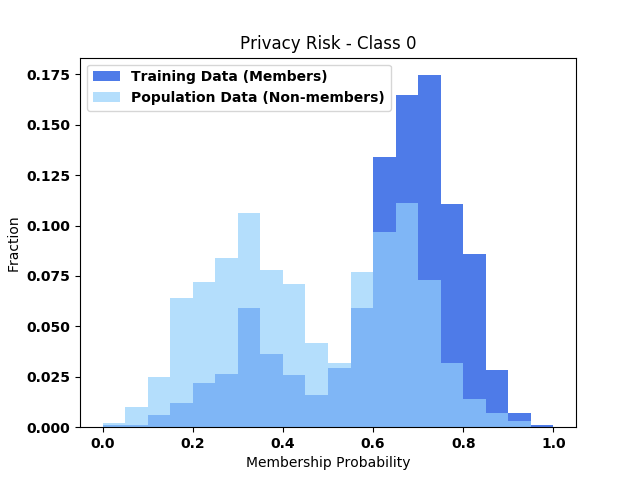 Privacy Risk - Class 0
Training Data (Members)
Population Data (Non-members)
0.175
0.150
0.125
0.100
0.075
0.050
0.025
0.000
Fraction
0.0 0.2 0.4 0.6 0.8 1.0
Membership Probability